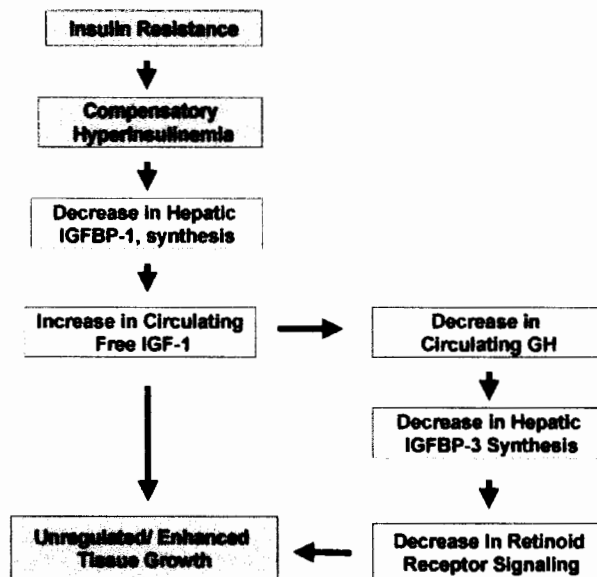 Insulin Resistance
Compensatory
Hyperinsulinemia
Decrease in Hepatic
IGFBP-1, synthesis
Increase in Circulating
Free IGF-1
Decrease in
Circulating GH
Decrease in Hepatic
IGFBP-3 Synthesis
Decrease In Retinoid
Receptor Signaling
Unregulated/ Enhanced
Tissue Growth